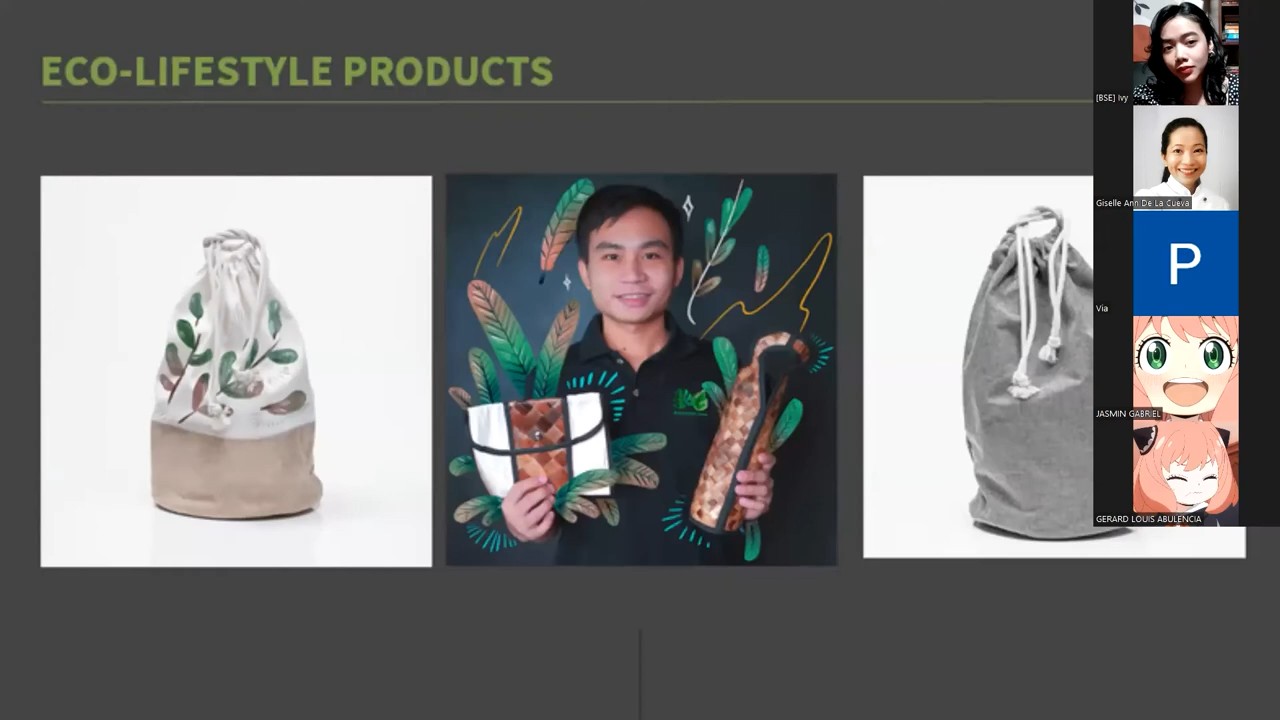 ECO-LIFESTYLE PRODUCTS
[BSE] Ivy
Giselle Ann De La Cueva
P
Via
JASMIN GABRIEL
GERARD LOUIS ABULENCIA